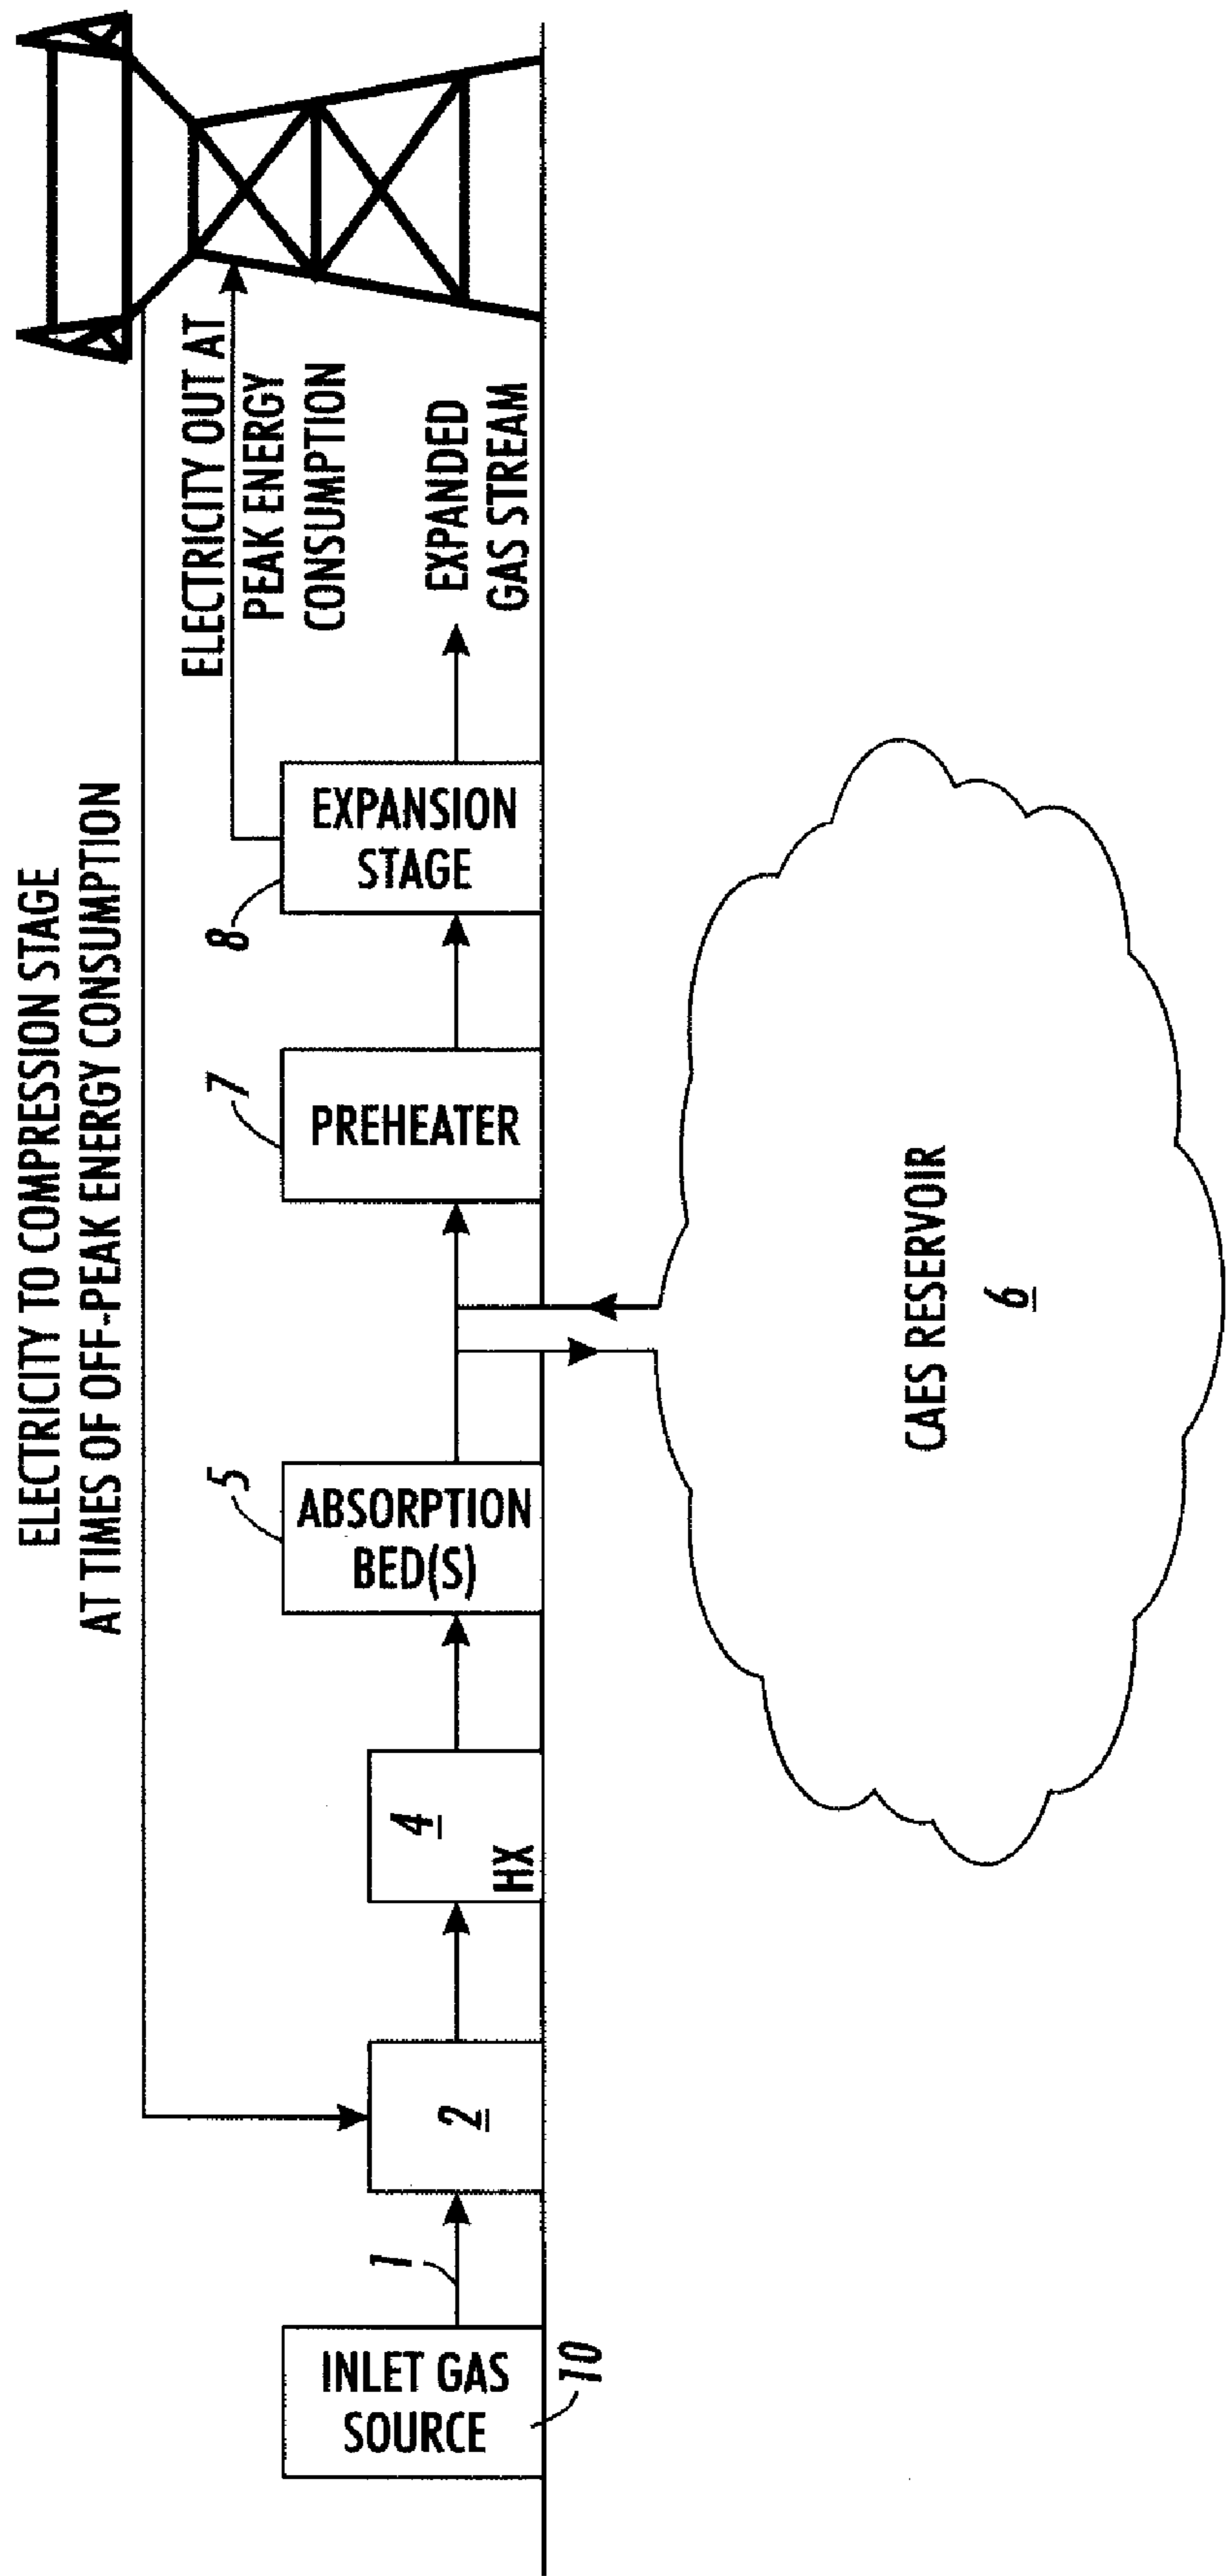 ELECTRICITY TO COMPRESSION STAGE
AT TIMES OF OFF-PEAK ENERGY CONSUMPTION
ELECTRICITY OUT AT
PEAK ENERGY
CONSUMPTION
INLET GAS
SOURCE
10
1
2
4
HX
5
ABSORPTION
BED(S)
7
PREHEATER
8
EXPANSION
STAGE
EXPANDED
GAS STREAM
CAES RESERVOIR
6